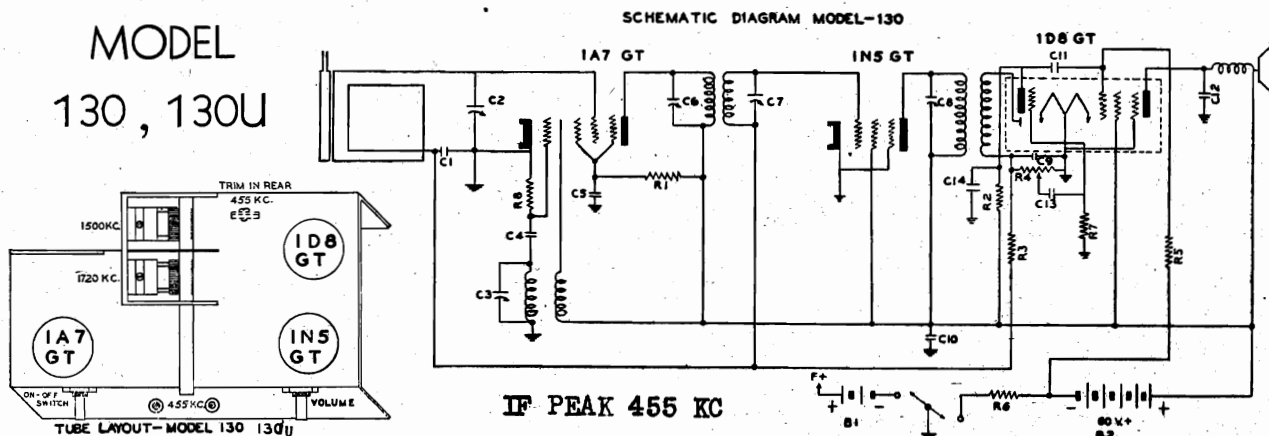 MODEL
130, 130U
SCHEMATIC DIAGRAM MODEL-130
1A7
GT
1N5 GT
1D8 GT
C11
C2
C6
C7
C8
C12
C1
R8
C5
R1
C9
R4
C14
R2
C13
R7
C4
R3
R5
C3
C10
TRIM IN REAR
455 KC.
1500KC.
1720 KC.
1D8
GT
1A7
GT
1N5
GT
ON-OFF
SWITCH
455KC.
VOLUME
TUBE LAYOUT-MODEL 130 130U
IF PEAK 455 KC
F+
+ -
B1
R6
- +
B2